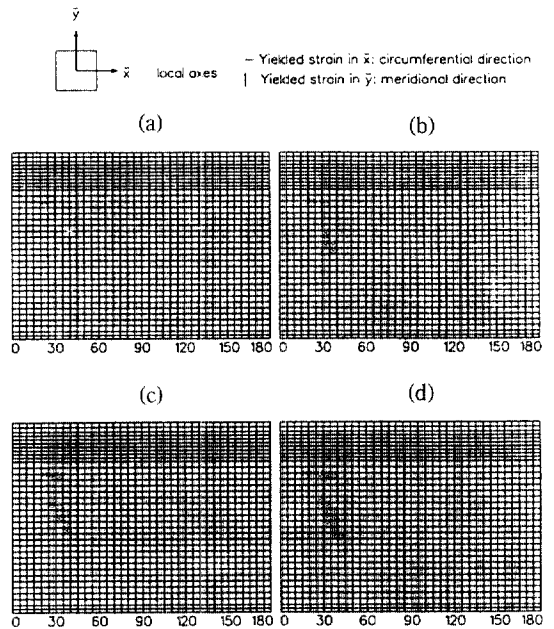 ȳ
x̄ local axes
– Yielded strain in x̄: circumferential direction
| Yielded strain in ȳ: meridional direction
(a) (b)
0 30 60 90 120 150 180 0 30 60 90 120 150 180
(c) (d)
0 30 60 90 120 150 180 0 30 60 90 120 150 180